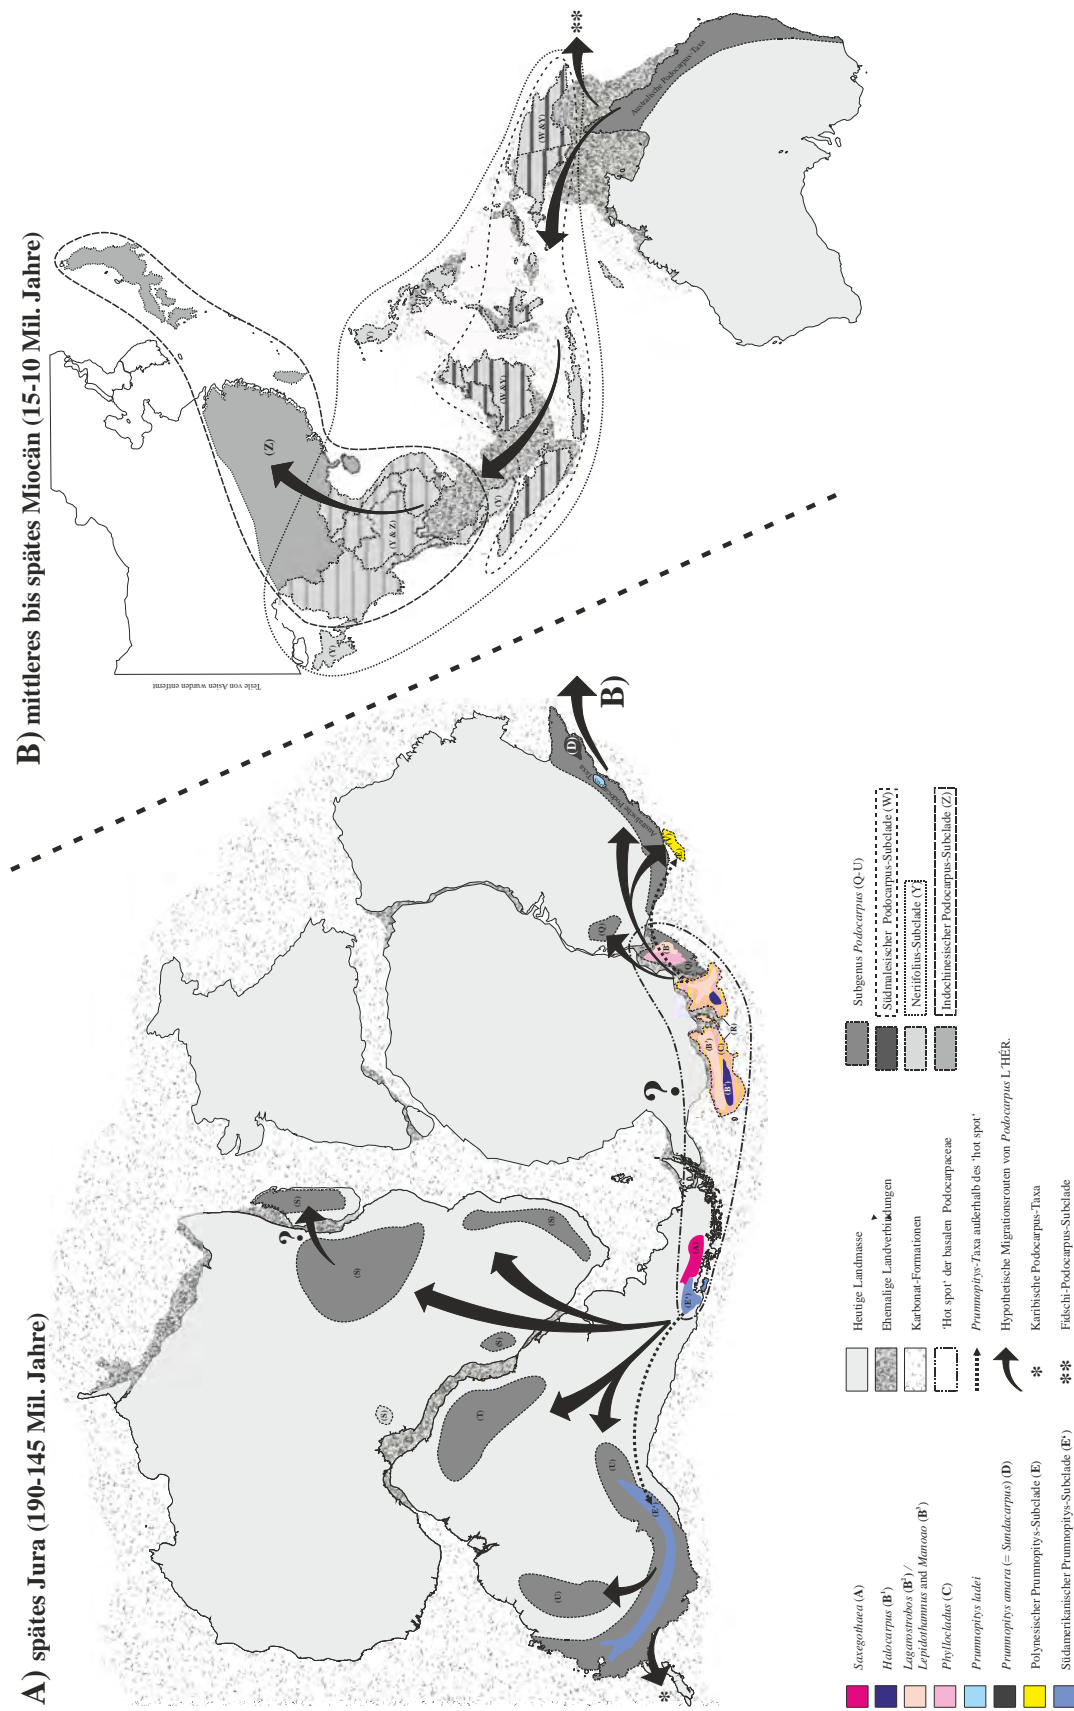 A) spätes Jura (190-145 Mil. Jahre)
B) mittleres bis spätes Miocän (15-10 Mil. Jahre)
Teile von Asien wurden entfernt
(Z)
(Y)
(Y & Z)
(Y)
(Y)
(W & Y)
(W & Y)
Australische Podocarpus-Taxa
**
B)
(S)
(S)
(S)
(S)
(S)
(T)
(U)
(U)
(E')
(E')
(A)
?
?
(R)
(C)
(Q)
(D)
*
Saxegothaea (A)
Halocarpus (B¹)
Lagarostrobos (B²) /
Lepidothamnus und Manoao (B³)
Phyllocladus (C)
Prumnopitys ladei
Prumnopitys amara (= Sundacarpus) (D)
Polynesischer Prumnopitys-Subclade (E)
Südamerikanischer Prumnopitys-Subclade (E')
Heutige Landmasse
Ehemalige Landverbindungen
Karbonat-Formationen
'Hot spot' der basalen Podocarpaceae
Prumnopitys-Taxa außerhalb des 'hot spot'
Hypothetische Migrationsrouten von Podocarpus L´HÉR.
* Karibische Podocarpus-Taxa
** Fidschi-Podocarpus-Subclade
Subgenus Podocarpus (Q-U)
Südmalesischer Podocarpus-Subclade (W)
Neriifolius-Subclade (Y)
Indochinesischer Podocarpus-Subclade (Z)